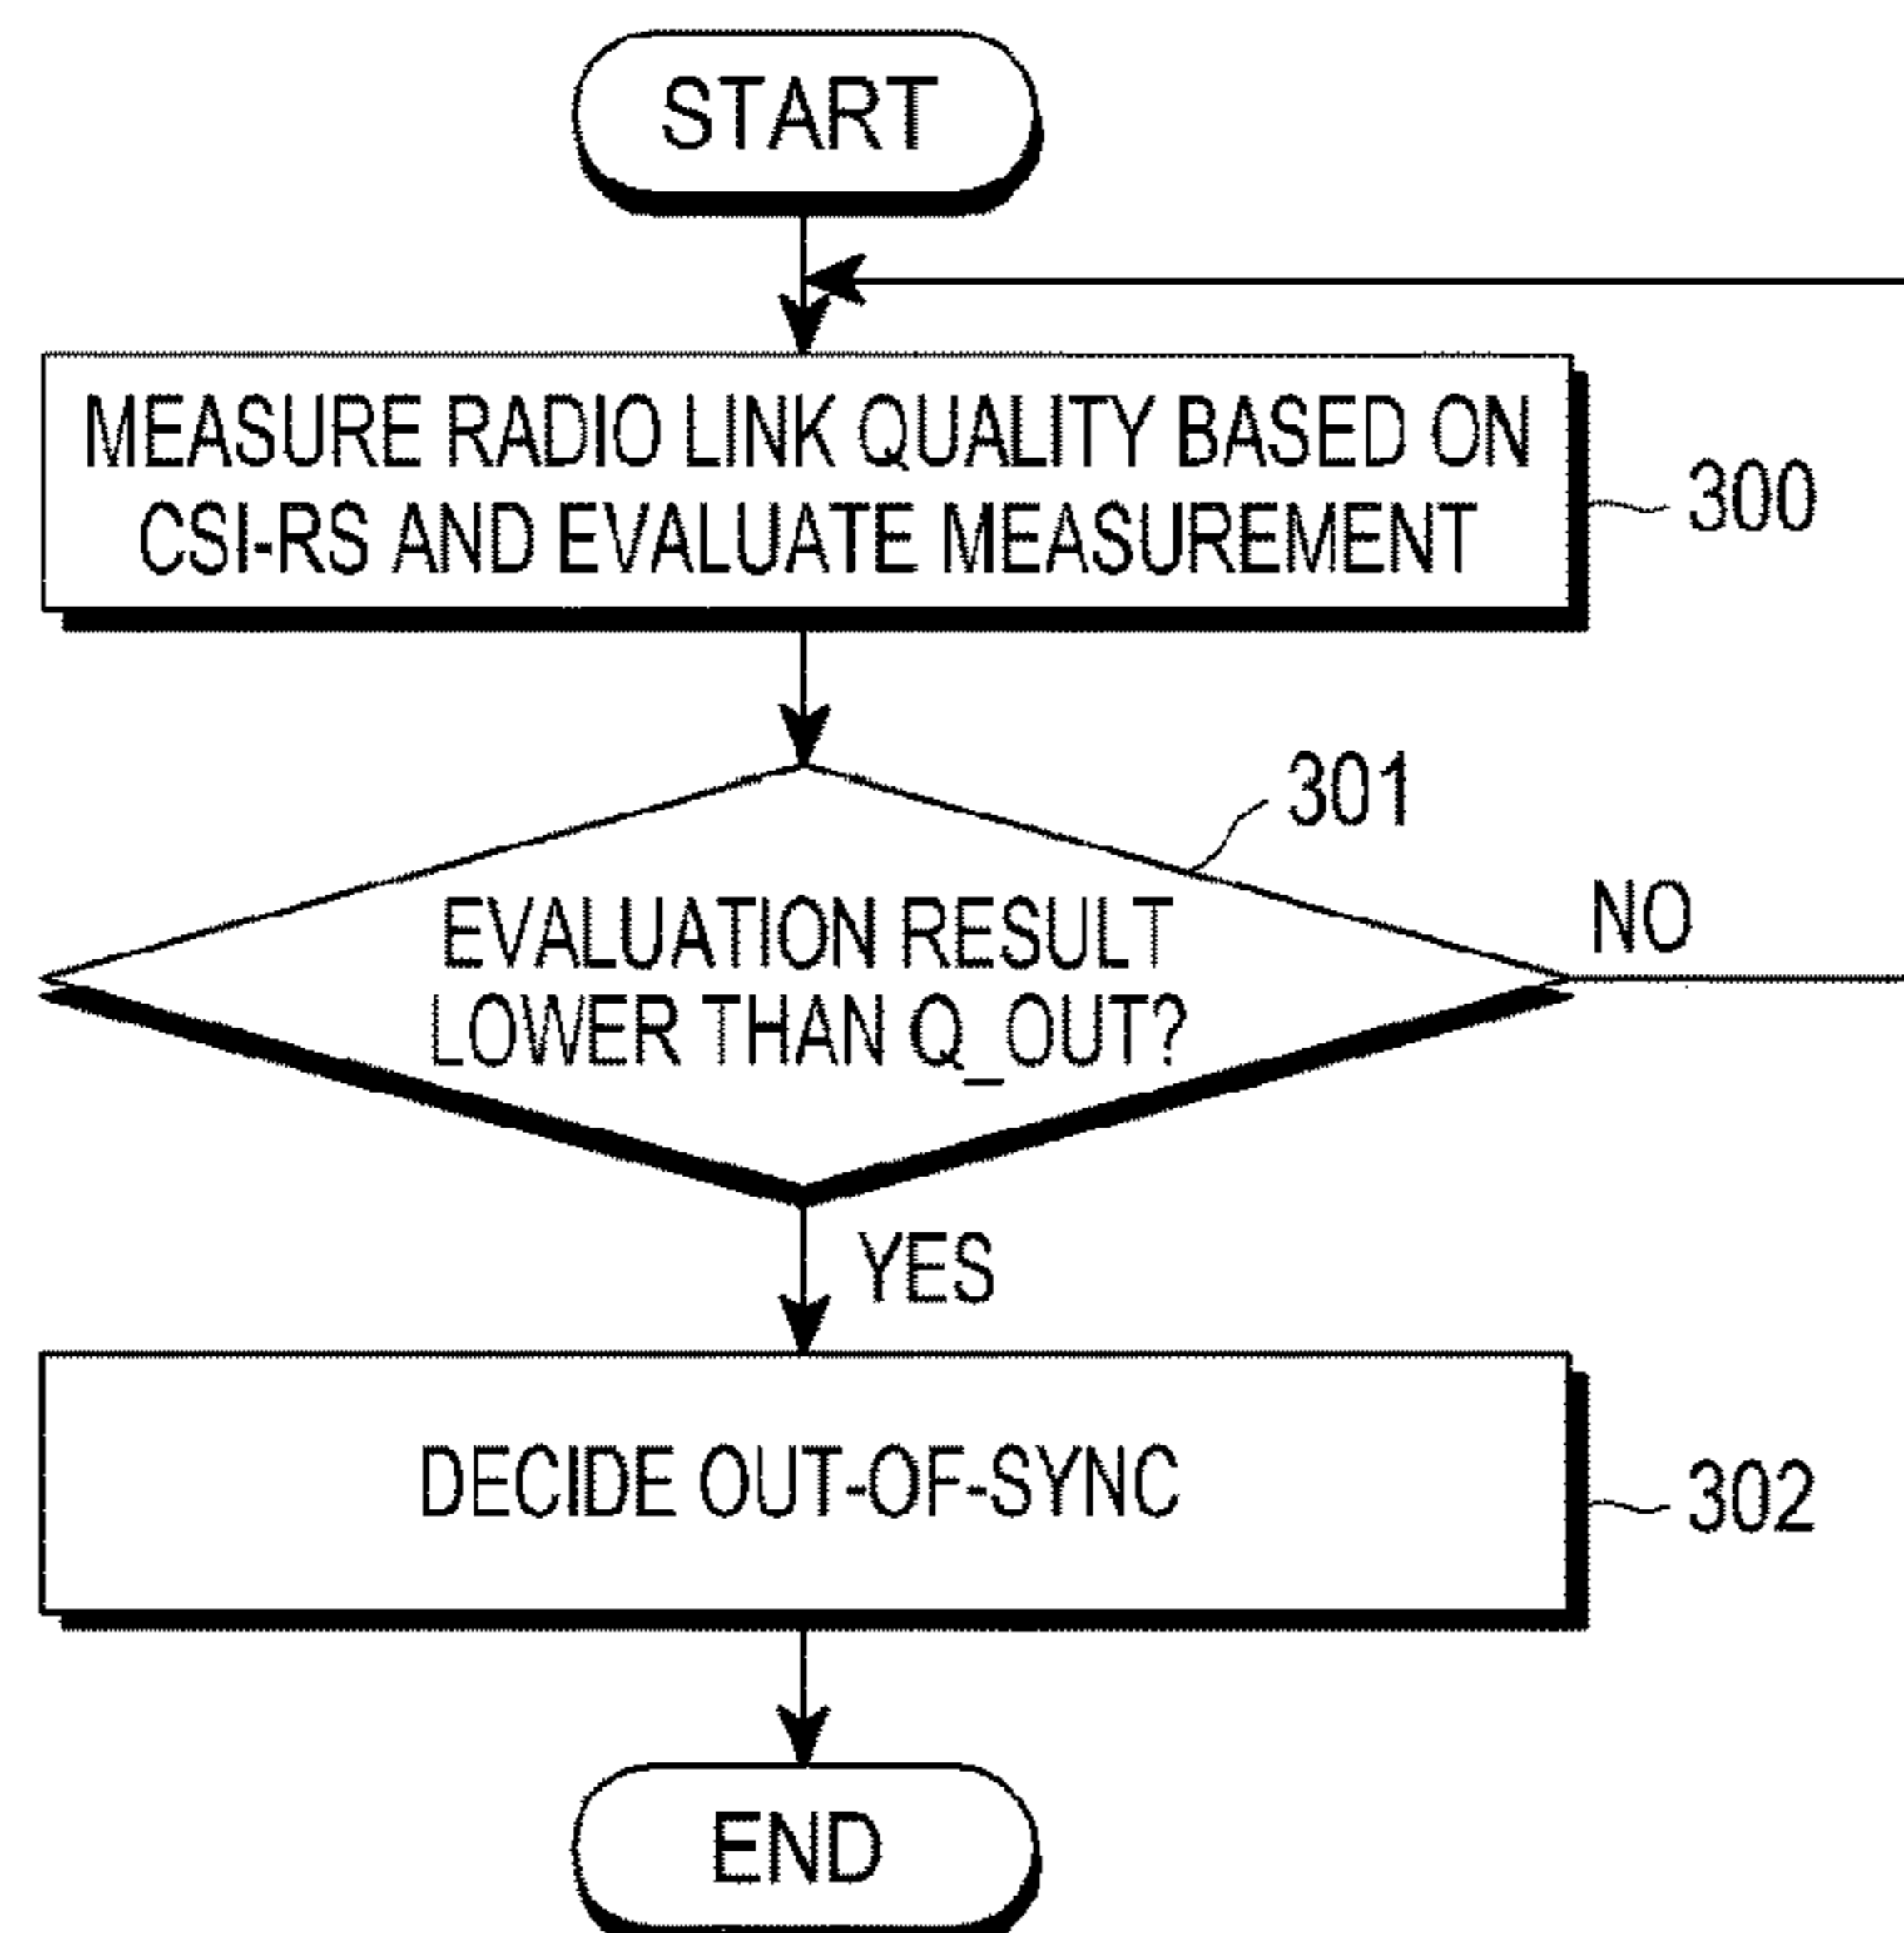 START
MEASURE RADIO LINK QUALITY BASED ON
CSI-RS AND EVALUATE MEASUREMENT
300
301
EVALUATION RESULT
LOWER THAN Q_OUT?
NO
YES
DECIDE OUT-OF-SYNC
302
END